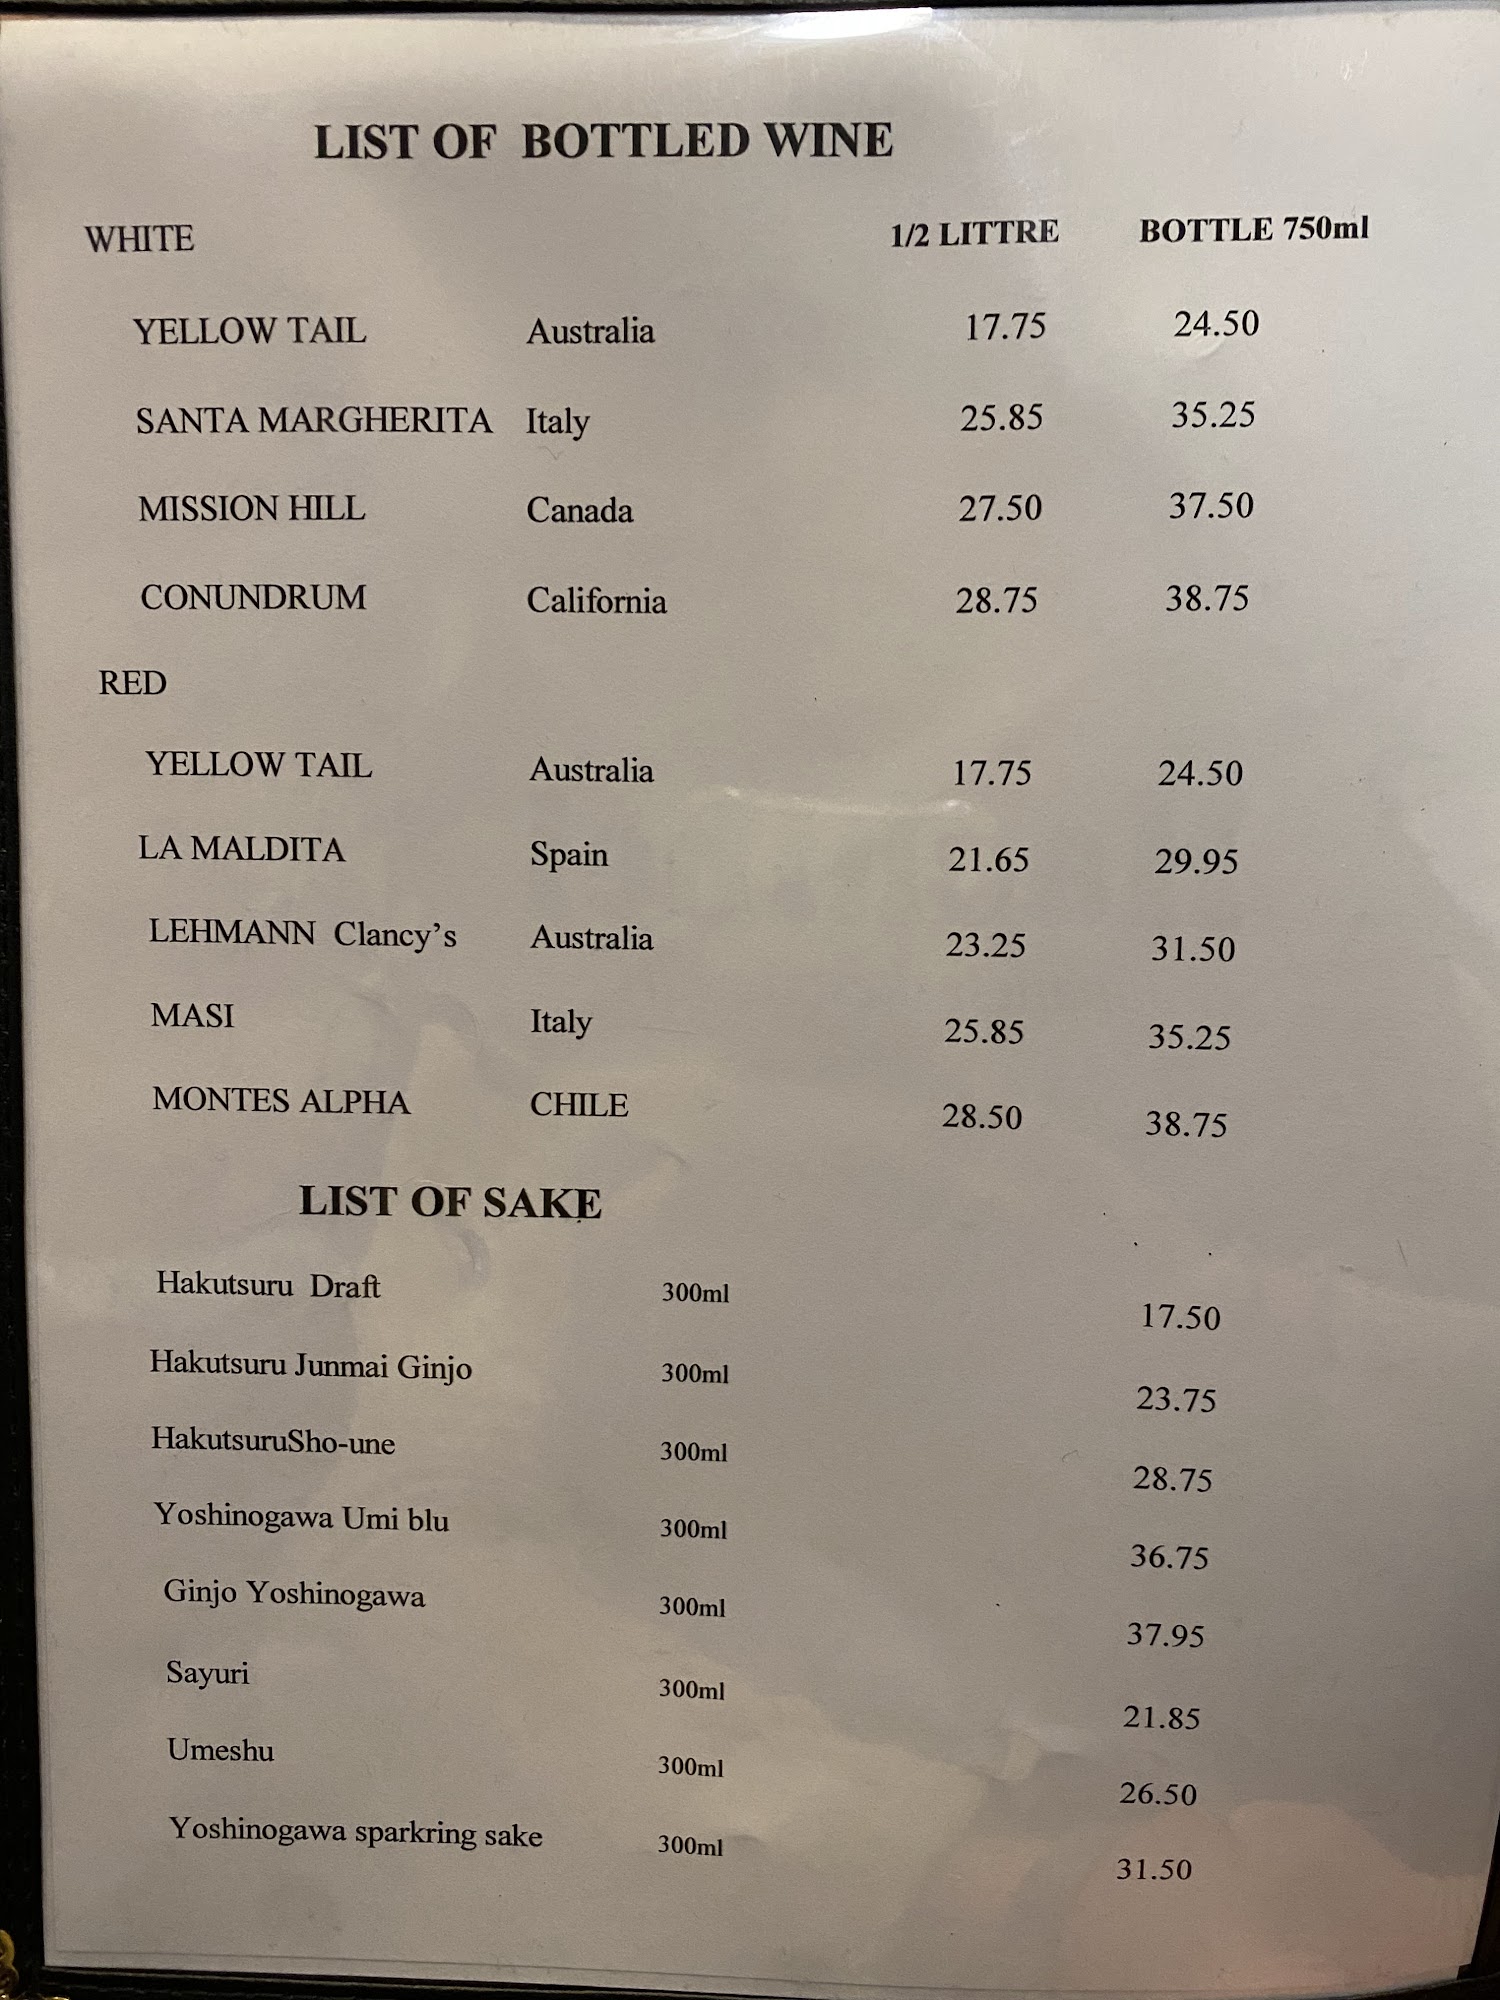 LIST OF BOTTLED WINE
WHITE 1/2 LITTRE BOTTLE 750ml
YELLOW TAIL Australia 17.75 24.50
SANTA MARGHERITA Italy 25.85 35.25
MISSION HILL Canada 27.50 37.50
CONUNDRUM California 28.75 38.75
RED
YELLOW TAIL Australia 17.75 24.50
LA MALDITA Spain 21.65 29.95
LEHMANN Clancy’s Australia 23.25 31.50
MASI Italy 25.85 35.25
MONTES ALPHA CHILE 28.50 38.75
LIST OF SAKE
Hakutsuru Draft 300ml 17.50
Hakutsuru Junmai Ginjo 300ml 23.75
HakutsuruSho-une 300ml 28.75
Yoshinogawa Umi blu 300ml 36.75
Ginjo Yoshinogawa 300ml 37.95
Sayuri 300ml 21.85
Umeshu 300ml 26.50
Yoshinogawa sparkring sake 300ml 31.50